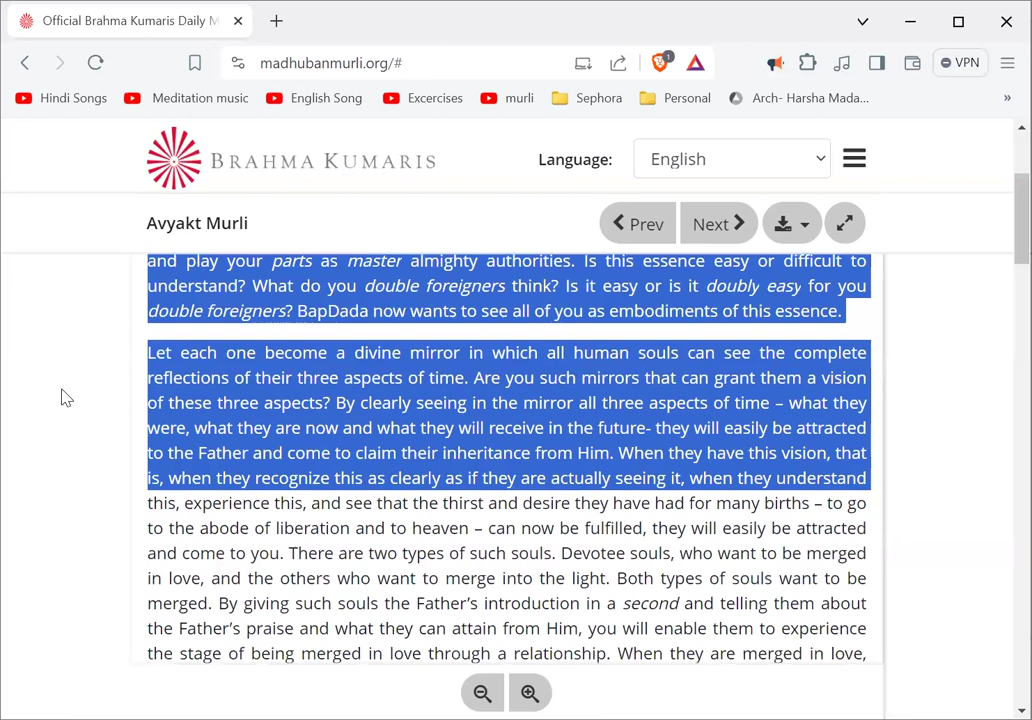 Official Brahma Kumaris Daily M
madhubanmurli.org/#
1
VPN
Hindi Songs
Meditation music
English Song
Excercises
murli
Sephora
Personal
Arch- Harsha Mada...
»
BRAHMA KUMARIS
Language:
English
Avyakt Murli
Prev
Next
and play your parts as master almighty authorities. Is this essence easy or difficult to
understand? What do you double foreigners think? Is it easy or is it doubly easy for you
double foreigners? BapDada now wants to see all of you as embodiments of this essence.
Let each one become a divine mirror in which all human souls can see the complete
reflections of their three aspects of time. Are you such mirrors that can grant them a vision
of these three aspects? By clearly seeing in the mirror all three aspects of time – what they
were, what they are now and what they will receive in the future- they will easily be attracted
to the Father and come to claim their inheritance from Him. When they have this vision, that
is, when they recognize this as clearly as if they are actually seeing it, when they understand
this, experience this, and see that the thirst and desire they have had for many births – to go
to the abode of liberation and to heaven – can now be fulfilled, they will easily be attracted
and come to you. There are two types of such souls. Devotee souls, who want to be merged
in love, and the others who want to merge into the light. Both types of souls want to be
merged. By giving such souls the Father's introduction in a second and telling them about
the Father's praise and what they can attain from Him, you will enable them to experience
the stage of being merged in love through a relationship. When they are merged in love,